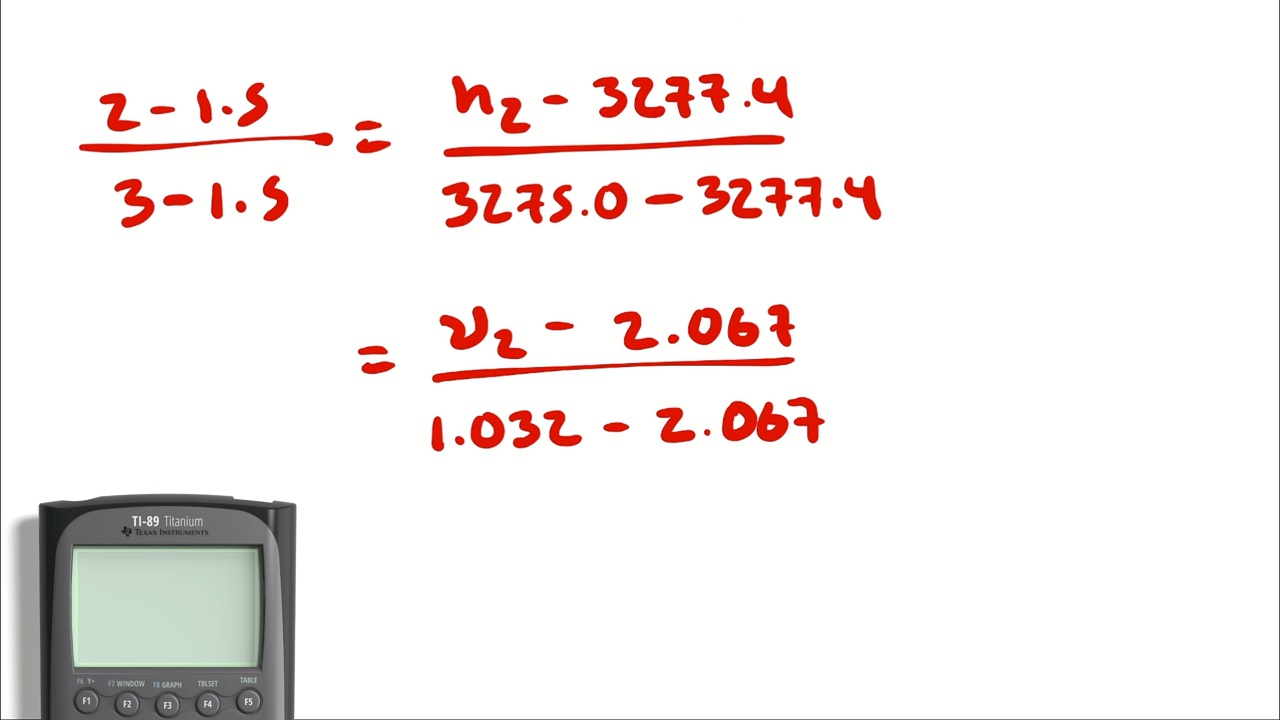 2 - 1.5
3 - 1.5
=
h2 - 3277.4
3275.0 - 3277.4
=
ν2 - 2.067
1.032 - 2.067
TI-89 Titanium
TEXAS INSTRUMENTS
F6 Y= F7 WINDOW F8 GRAPH TBLSET TABLE
F1 F2 F3 F4 F5